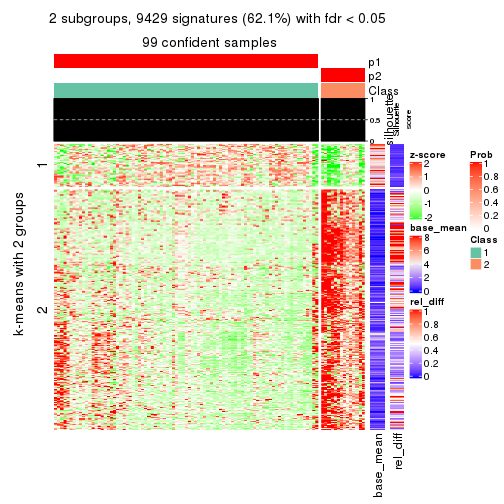 2 subgroups, 9429 signatures (62.1%) with fdr < 0.05
99 confident samples
p1
p2
Class
1
0.5
0
silhouette
Silhouette
score
k-means with 2 groups
1
2
z-score
2
1
0
-1
-2
base_mean
8
6
4
2
0
rel_diff
1
0.8
0.6
0.4
0.2
0
Prob
1
0.8
0.6
0.4
0.2
0
Class
1
2
base_mean
rel_diff